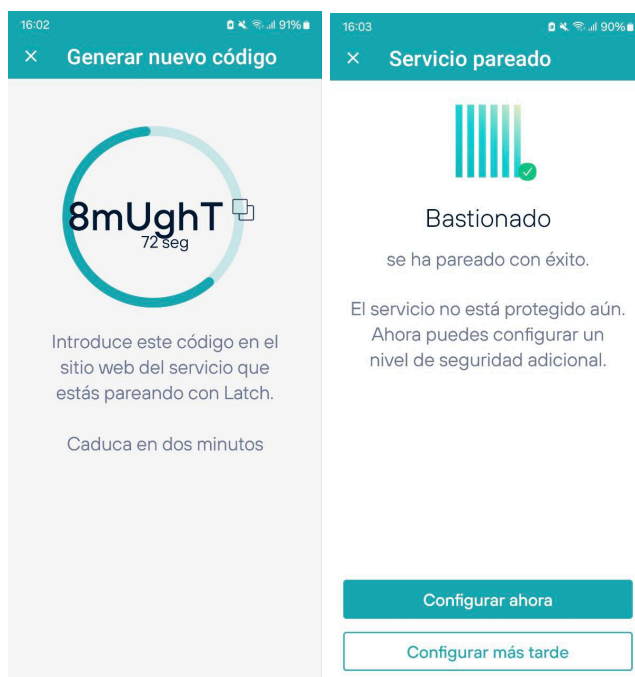 16:02
91%
× Generar nuevo código
8mUghT
72 seg
Introduce este código en el
sitio web del servicio que
estás pareando con Latch.
Caduca en dos minutos
16:03
90%
× Servicio pareado
Bastionado
se ha pareado con éxito.
El servicio no está protegido aún.
Ahora puedes configurar un
nivel de seguridad adicional.
Configurar ahora
Configurar más tarde